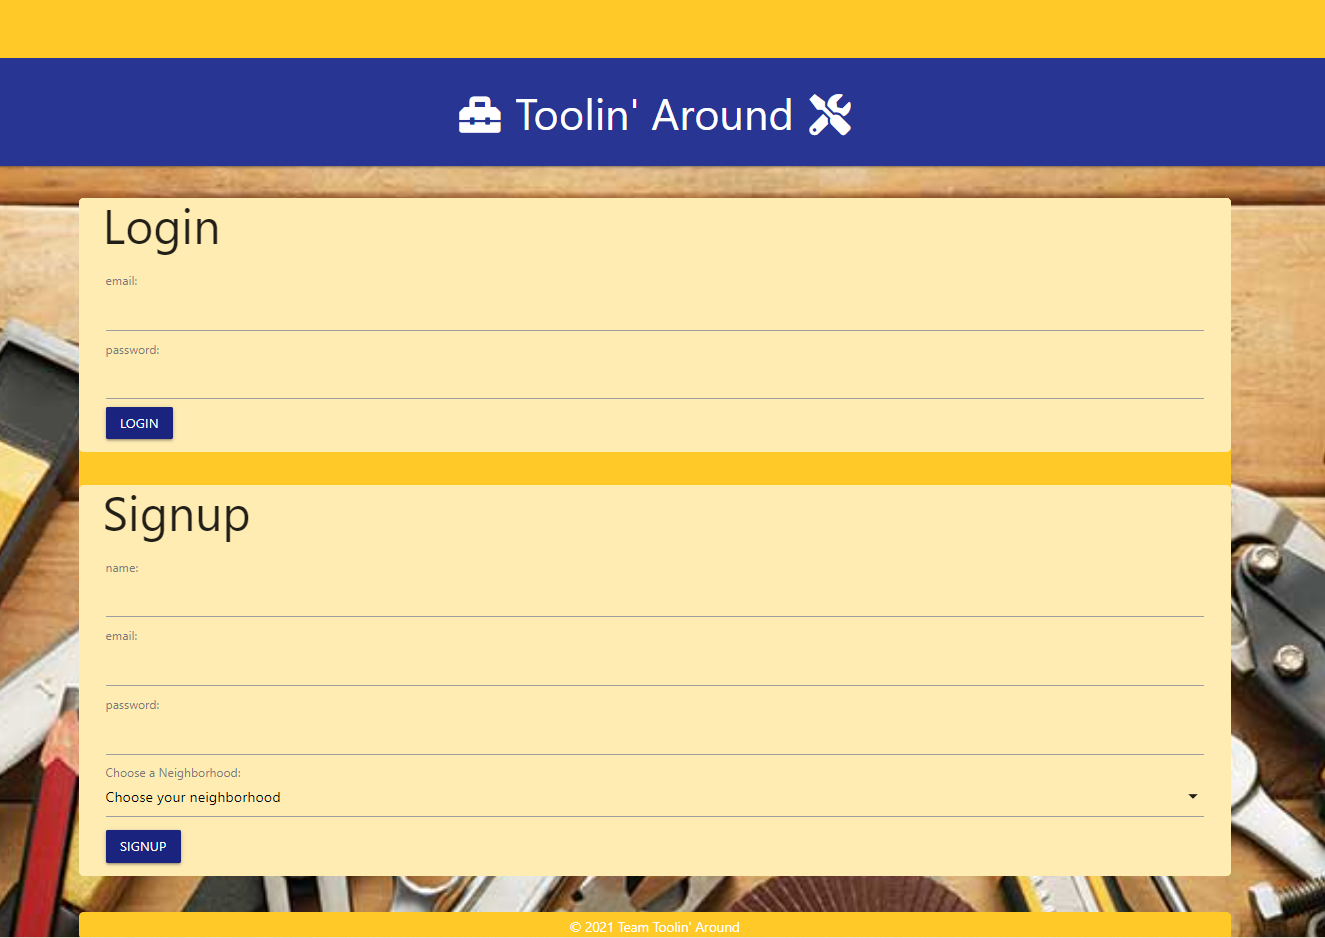 Toolin' Around
Login
email:
password:
LOGIN
Signup
name:
email:
password:
Choose a Neighborhood:
Choose your neighborhood
SIGNUP
© 2021 Team Toolin' Around